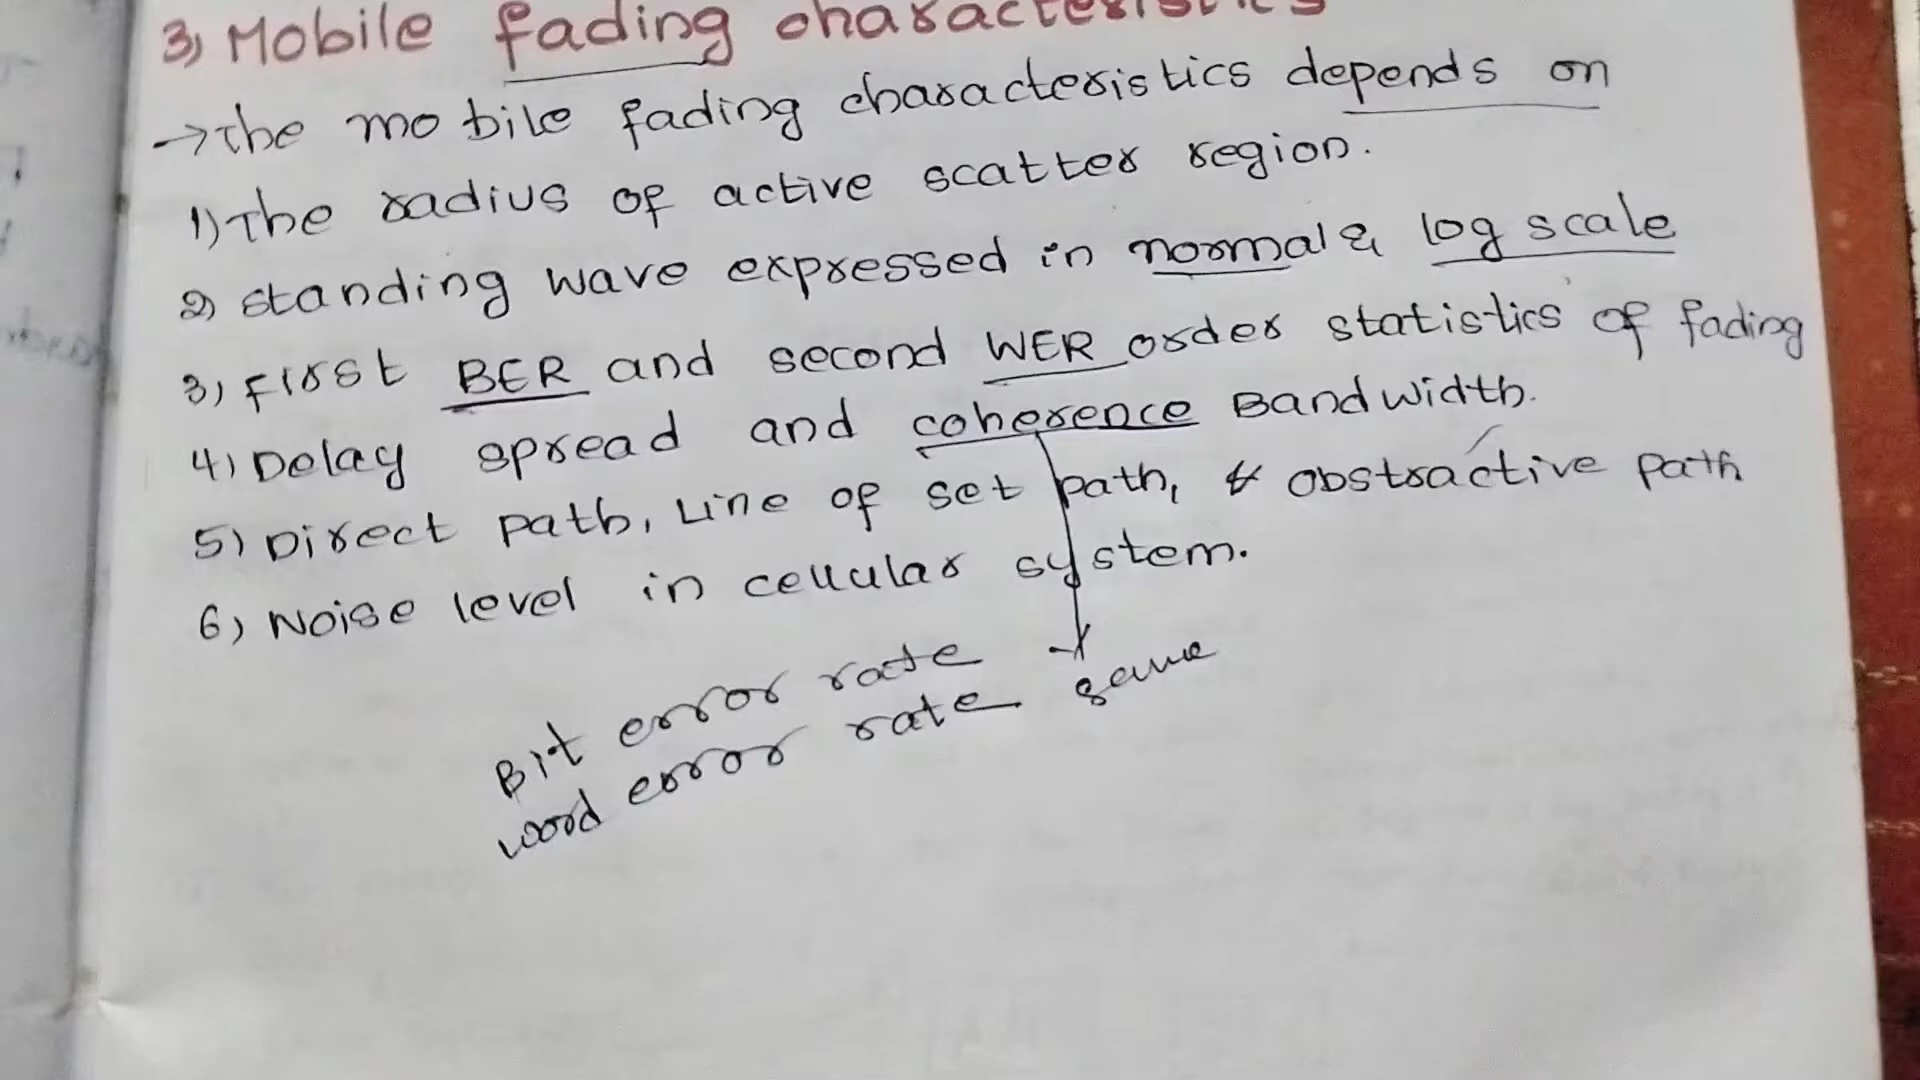 3) Mobile fading characteristics
→ The mobile fading characteristics depends on
1) The radius of active scatter region.
2) standing wave expressed in normal & log scale
3) First BER and second WER order statistics of fading
4) Delay spread and coherence Bandwidth.
5) Direct path, Line of set path, & obstractive path
6) Noise level in cellular system.
Bit error rate
word error rate same